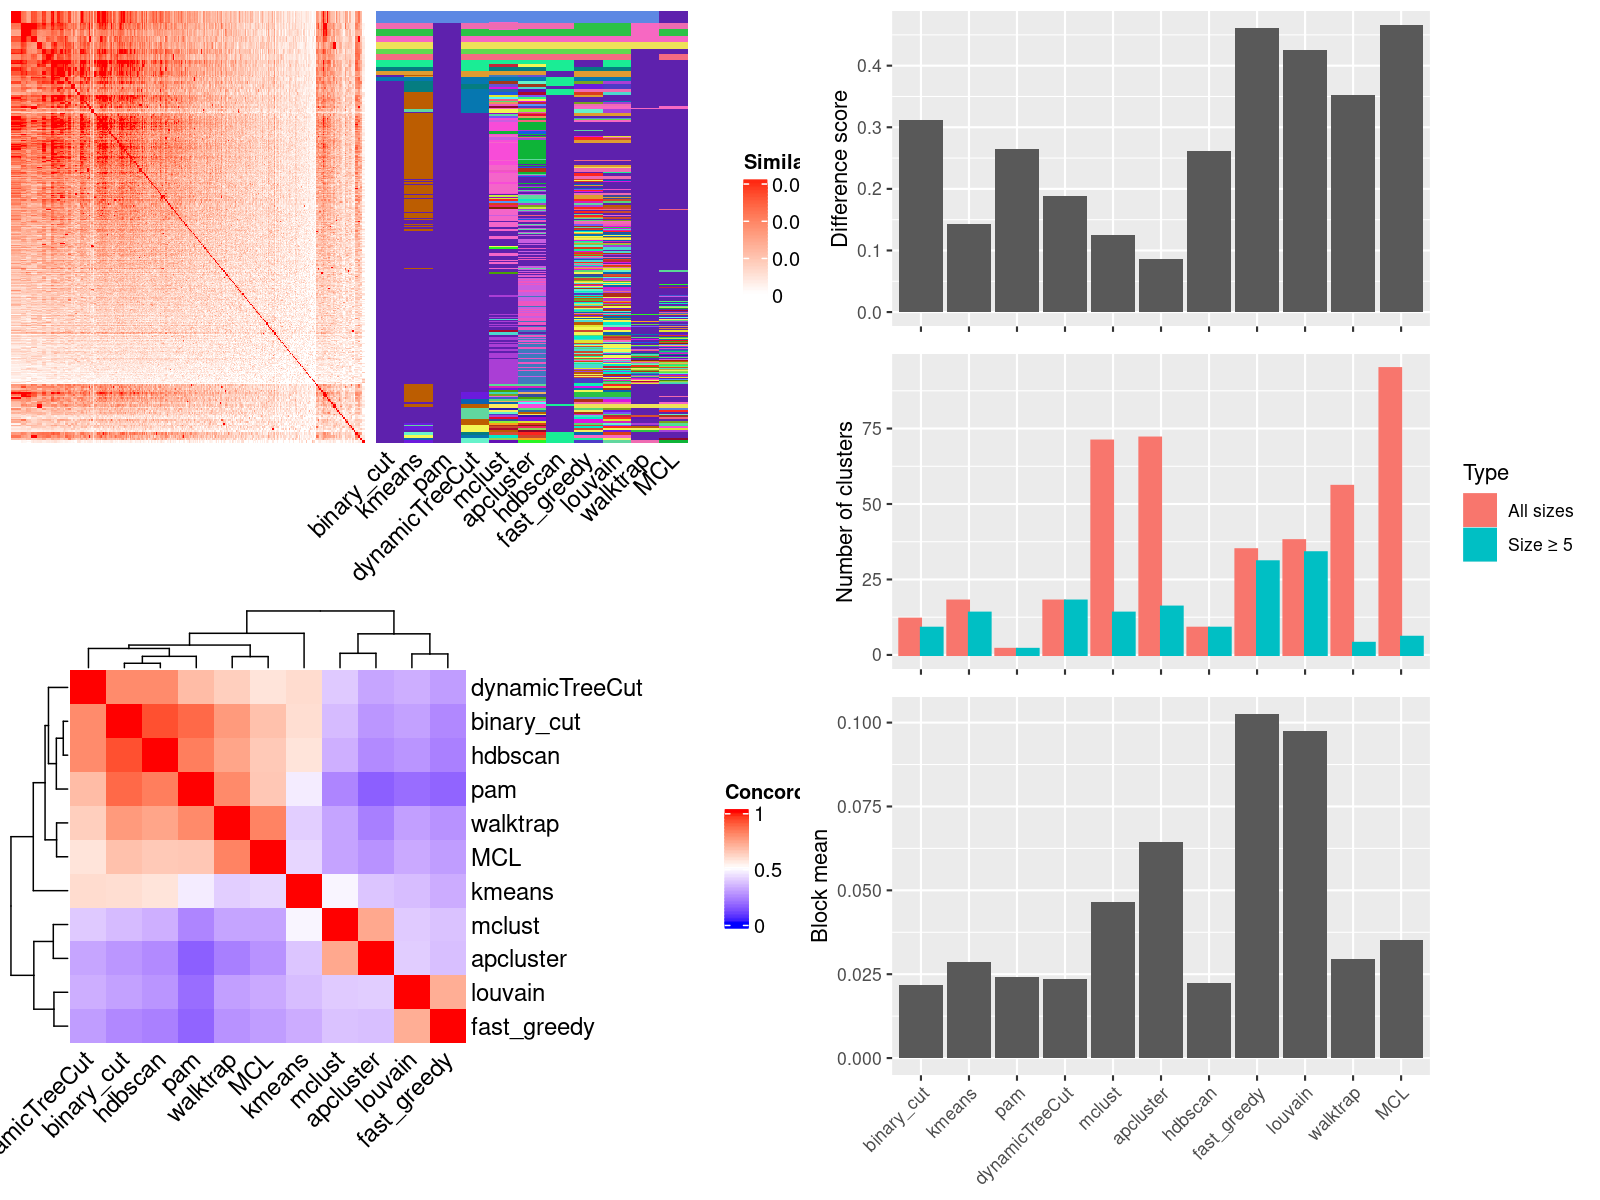 Simila
0.0
0.0
0.0
0
binary_cut
kmeans
pam
dynamicTreeCut
mclust
apcluster
hdbscan
fast_greedy
louvain
walktrap
MCL
dynamicTreeCut
binary_cut
hdbscan
pam
walktrap
MCL
kmeans
mclust
apcluster
louvain
fast_greedy
amicTreeCut
binary_cut
hdbscan
pam
walktrap
MCL
kmeans
mclust
apcluster
louvain
fast_greedy
Concord
1
0.5
0
Difference score
0.4
0.3
0.2
0.1
0.0
Number of clusters
75
50
25
0
Type
All sizes
Size ≥ 5
Block mean
0.100
0.075
0.050
0.025
0.000
binary_cut
kmeans
pam
dynamicTreeCut
mclust
apcluster
hdbscan
fast_greedy
louvain
walktrap
MCL